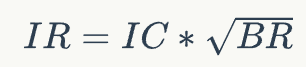 IR = IC * √BR